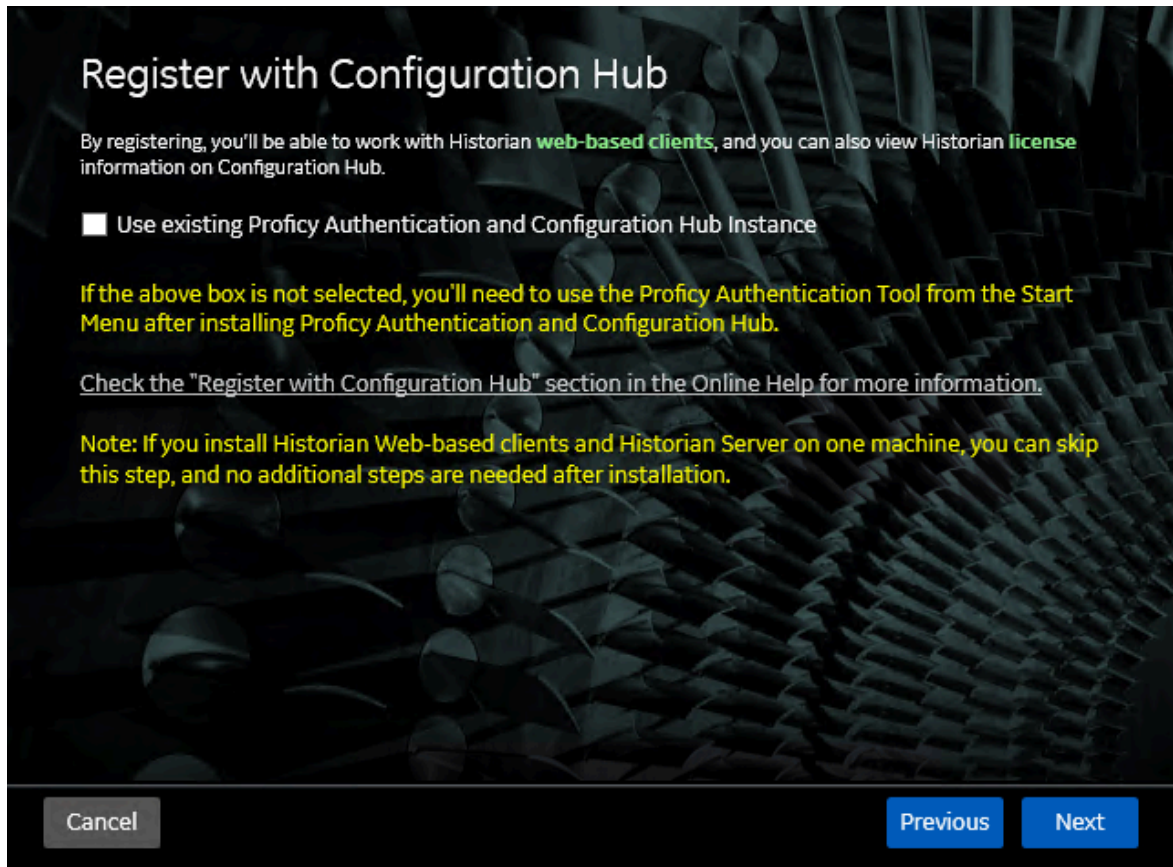 Register with Configuration Hub
By registering, you'll be able to work with Historian web-based clients, and you can also view Historian license
information on Configuration Hub.
Use existing Proficy Authentication and Configuration Hub Instance
If the above box is not selected, you'll need to use the Proficy Authentication Tool from the Start
Menu after installing Proficy Authentication and Configuration Hub.
Check the "Register with Configuration Hub" section in the Online Help for more information.
Note: If you install Historian Web-based clients and Historian Server on one machine, you can skip
this step, and no additional steps are needed after installation.
Cancel
Previous
Next